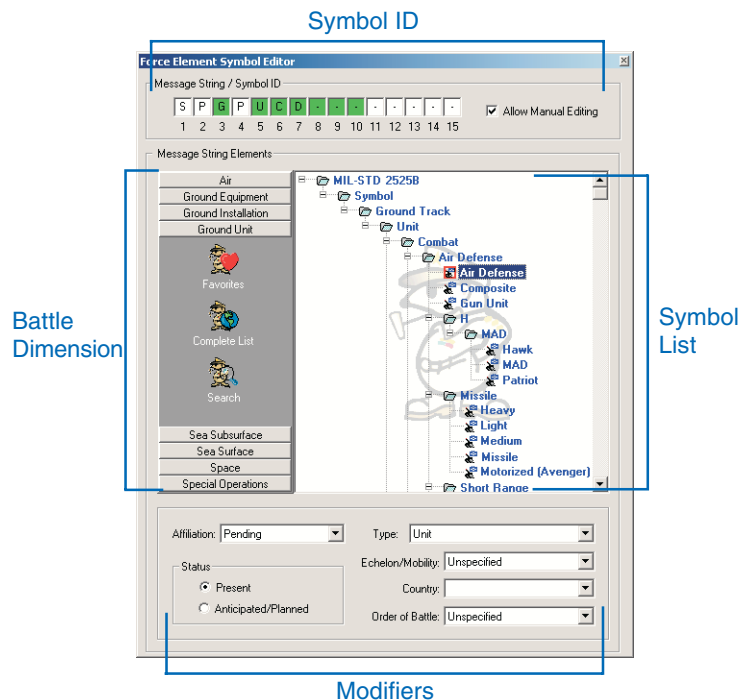 Symbol ID
Force Element Symbol Editor
Message String / Symbol ID
S P G P U C D - - - - - - - -
1 2 3 4 5 6 7 8 9 10 11 12 13 14 15
Allow Manual Editing
Message String Elements
Air
Ground Equipment
Ground Installation
Ground Unit
Favorites
Complete List
Search
Sea Subsurface
Sea Surface
Space
Special Operations
MIL-STD 2525B
Symbol
Ground Track
Unit
Combat
Air Defense
Air Defense
Composite
Gun Unit
H
MAD
Hawk
MAD
Patriot
Missile
Heavy
Light
Medium
Missile
Motorized (Avenger)
Short Range
Battle
Dimension
Symbol
List
Affiliation: Pending
Status
Present
Anticipated/Planned
Type: Unit
Echelon/Mobility: Unspecified
Country:
Order of Battle: Unspecified
Modifiers